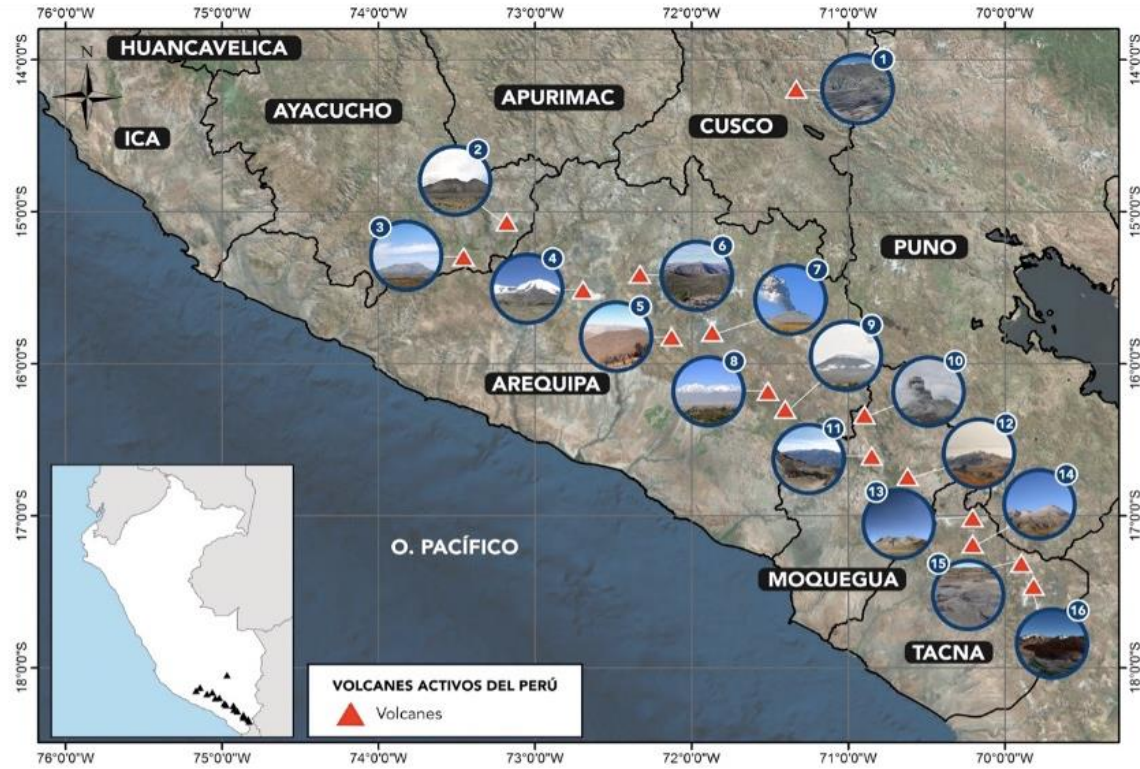 76°0'0"W 75°0'0"W 74°0'0"W 73°0'0"W 72°0'0"W 71°0'0"W 70°0'0"W
14°0'0"S
15°0'0"S
16°0'0"S
17°0'0"S
18°0'0"S
14°0'0"S
15°0'0"S
16°0'0"S
17°0'0"S
18°0'0"S
N
HUANCAVELICA
AYACUCHO
APURIMAC
CUSCO
ICA
PUNO
AREQUIPA
MOQUEGUA
TACNA
O. PACÍFICO
1
2
3
4
5
6
7
8
9
10
11
12
13
14
15
16
VOLCANES ACTIVOS DEL PERÚ
Volcanes
76°0'0"W 75°0'0"W 74°0'0"W 73°0'0"W 72°0'0"W 71°0'0"W 70°0'0"W